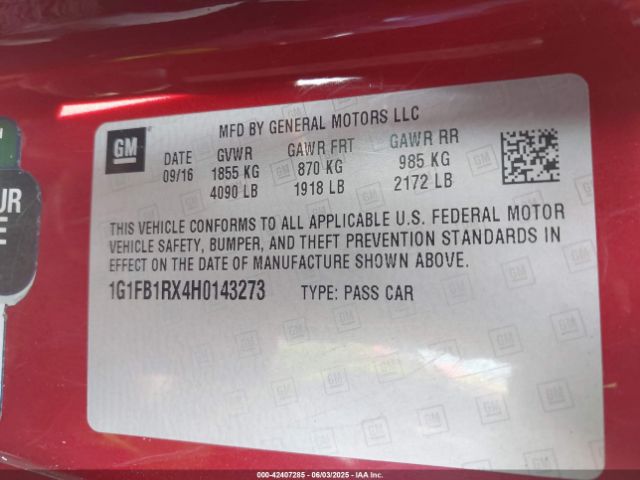 MFD BY GENERAL MOTORS LLC
GM
DATE GVWR GAWR FRT GAWR RR
09/16 1855 KG 870 KG 985 KG
4090 LB 1918 LB 2172 LB
THIS VEHICLE CONFORMS TO ALL APPLICABLE U.S. FEDERAL MOTOR
VEHICLE SAFETY, BUMPER, AND THEFT PREVENTION STANDARDS IN
EFFECT ON THE DATE OF MANUFACTURE SHOWN ABOVE.
1G1FB1RX4H0143273 TYPE: PASS CAR
00-42407285 - 06/03/2025 - IAA Inc.